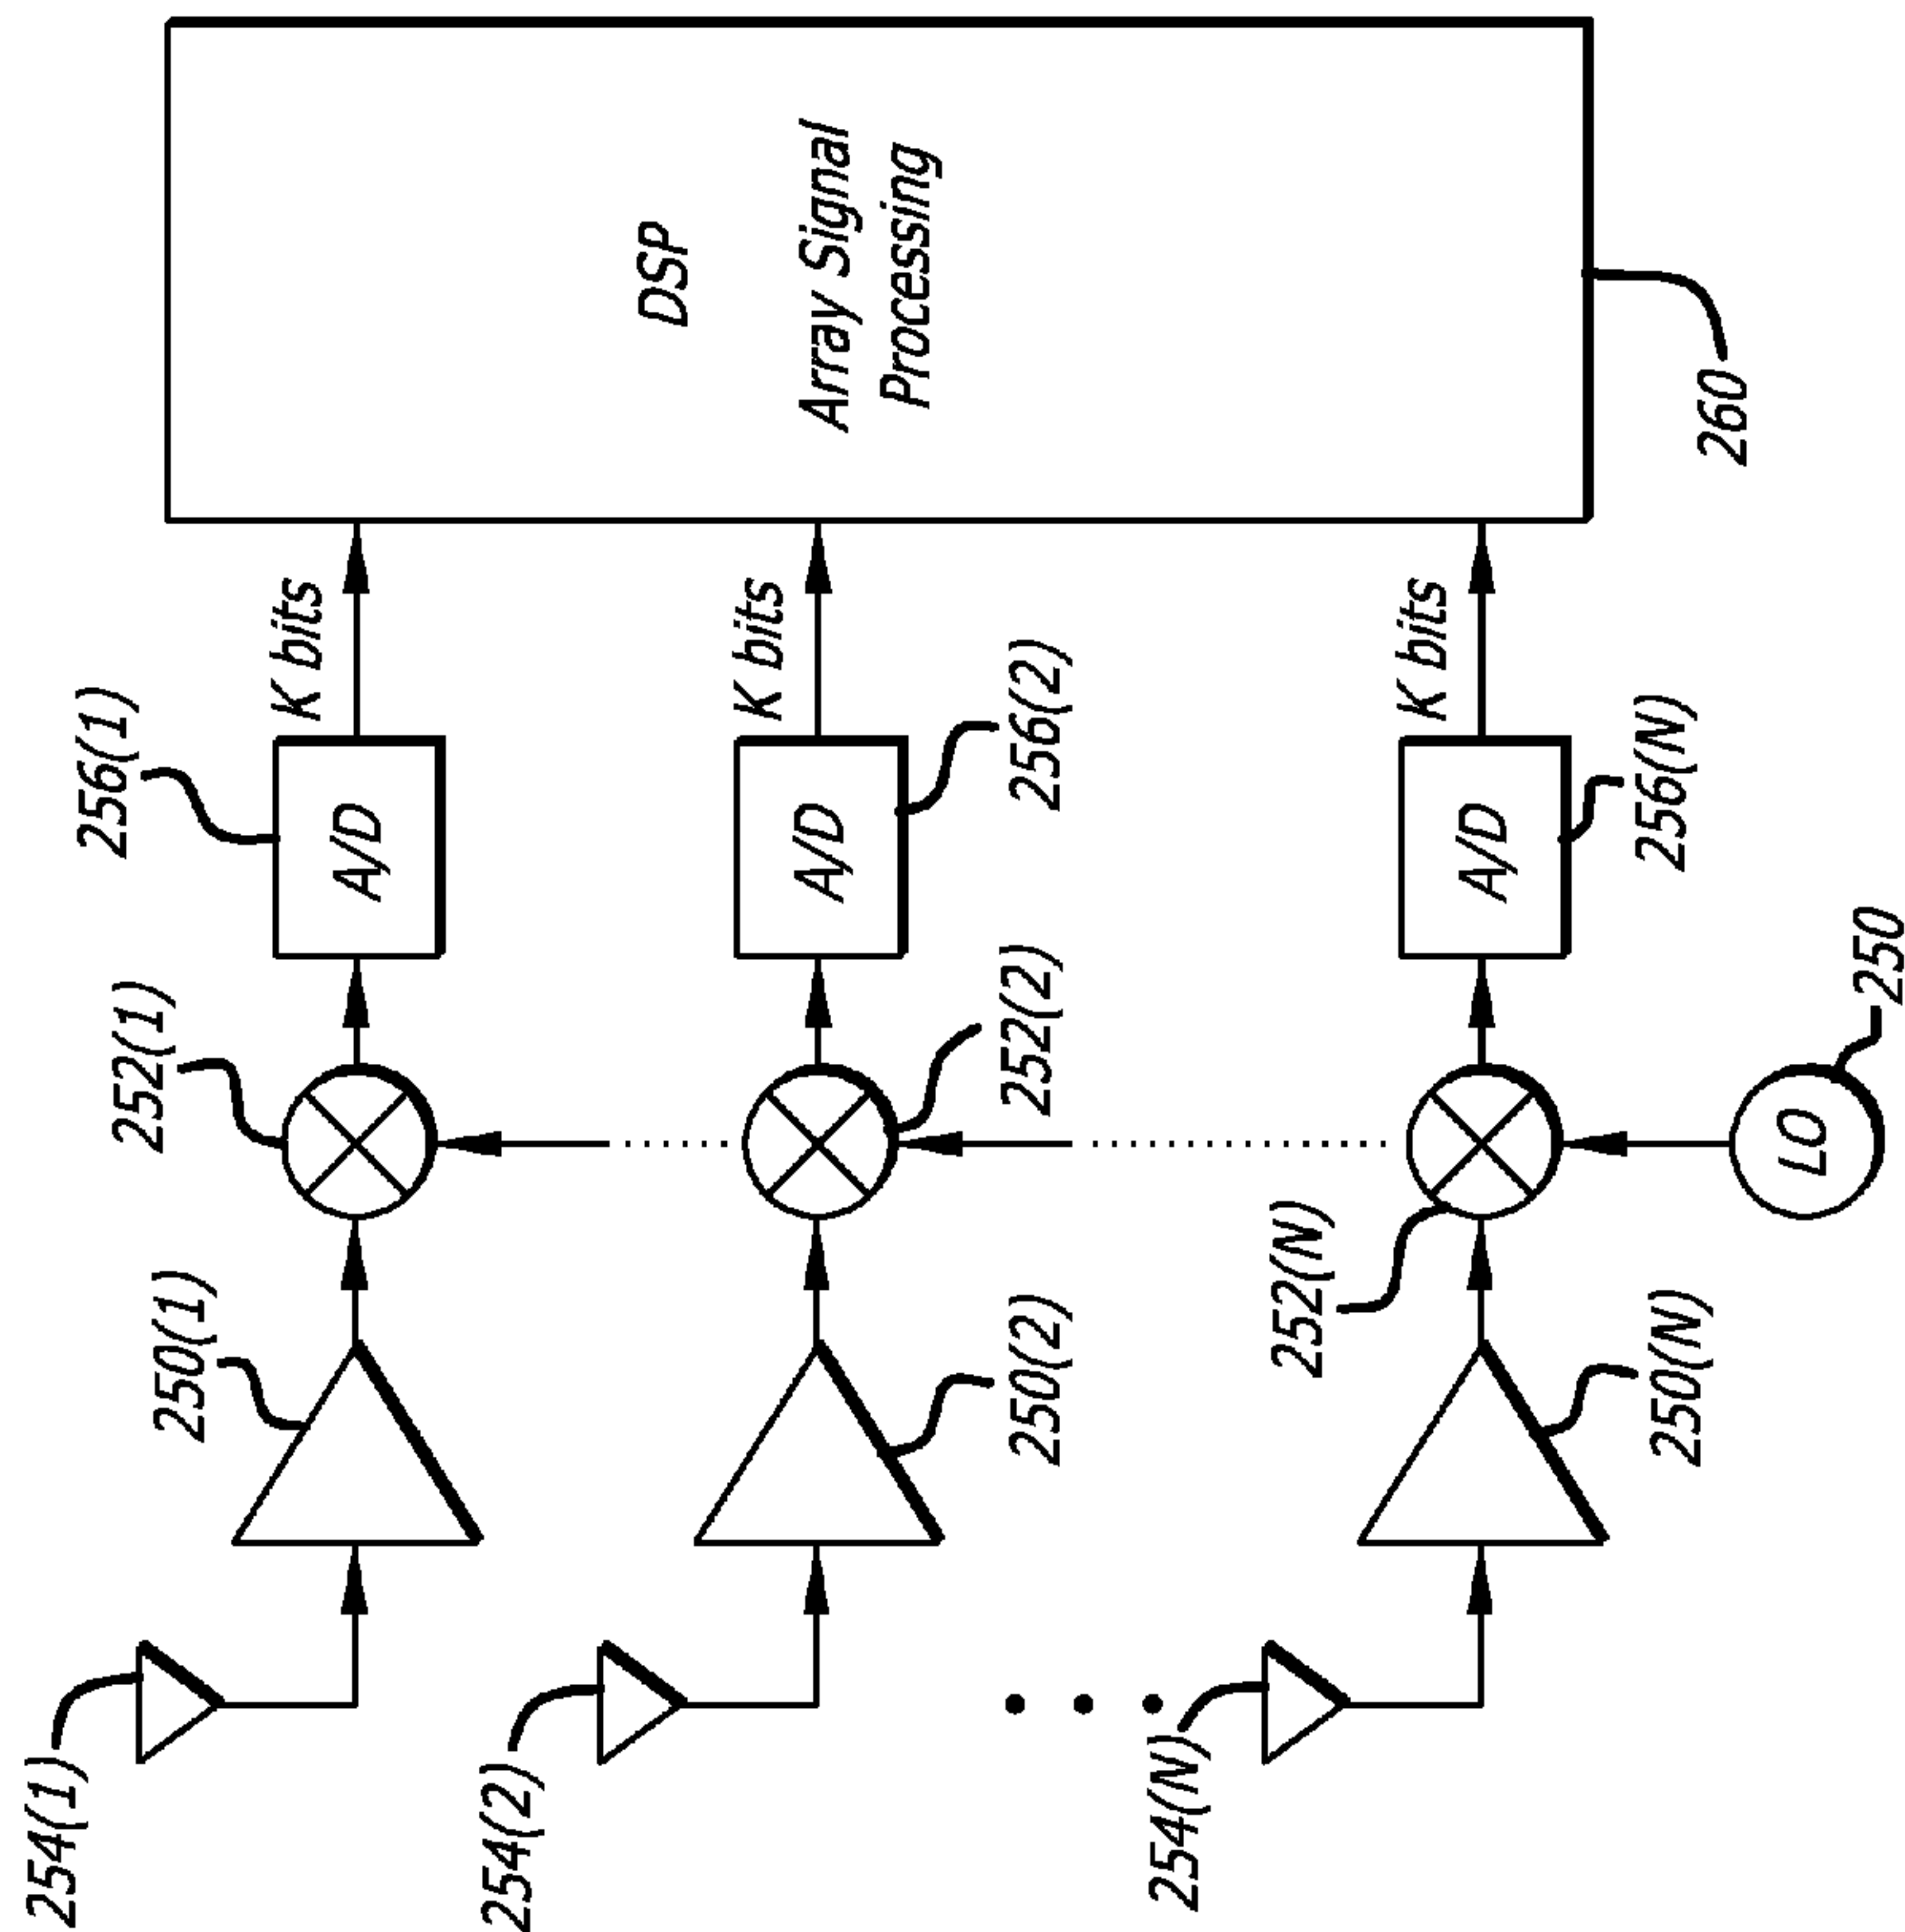 254(1)
250(1)
252(1)
256(1)
A/D
K bits
DSP
Array Signal
Processing
254(2)
250(2)
252(2)
256(2)
A/D
K bits
254(N)
250(N)
252(N)
256(N)
A/D
K bits
LO
250
260